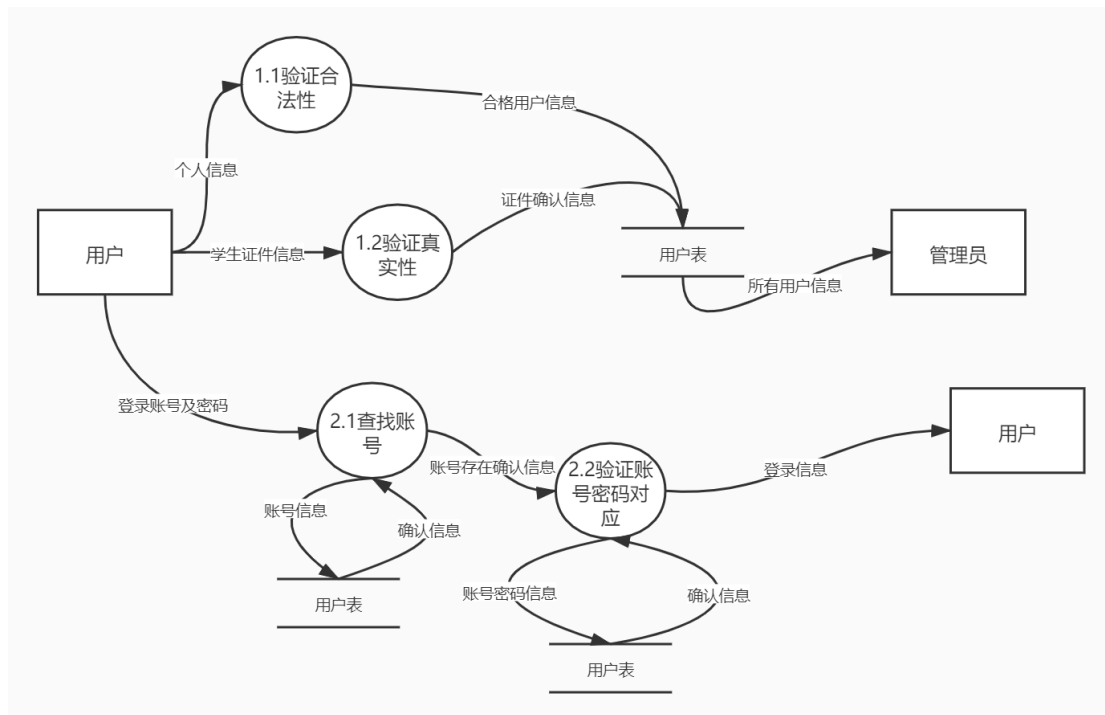 1.1验证合
法性
合格用户信息
个人信息
证件确认信息
用户
学生证件信息
1.2验证真
实性
用户表
管理员
所有用户信息
登录账号及密码
2.1查找账
号
账号存在确认信息
2.2验证账
号密码对
应
登录信息
用户
账号信息
确认信息
用户表
账号密码信息
确认信息
用户表